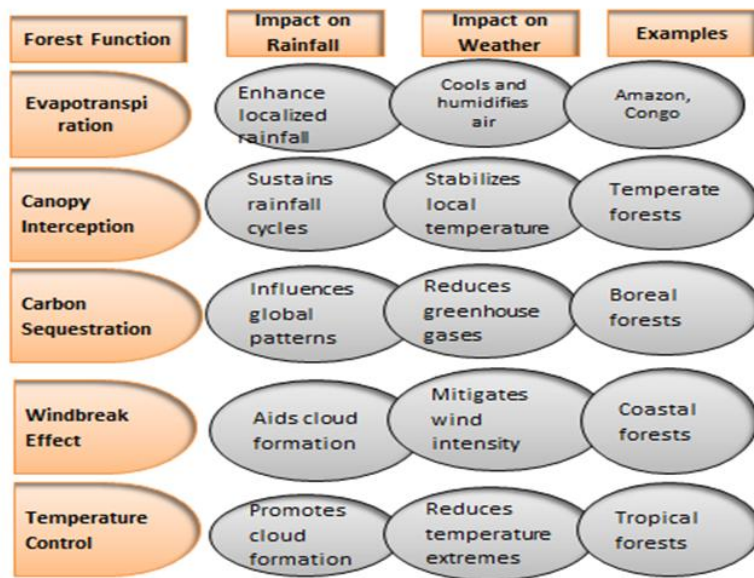 Forest Function
Impact on
Rainfall
Impact on
Weather
Examples
Evapotranspi
ration
Enhance
localized
rainfall
Cools and
humidifies
air
Amazon,
Congo
Canopy
Interception
Sustains
rainfall
cycles
Stabilizes
local
temperature
Temperate
forests
Carbon
Sequestration
Influences
global
patterns
Reduces
greenhouse
gases
Boreal
forests
Windbreak
Effect
Aids cloud
formation
Mitigates
wind
intensity
Coastal
forests
Temperature
Control
Promotes
cloud
formation
Reduces
temperature
extremes
Tropical
forests